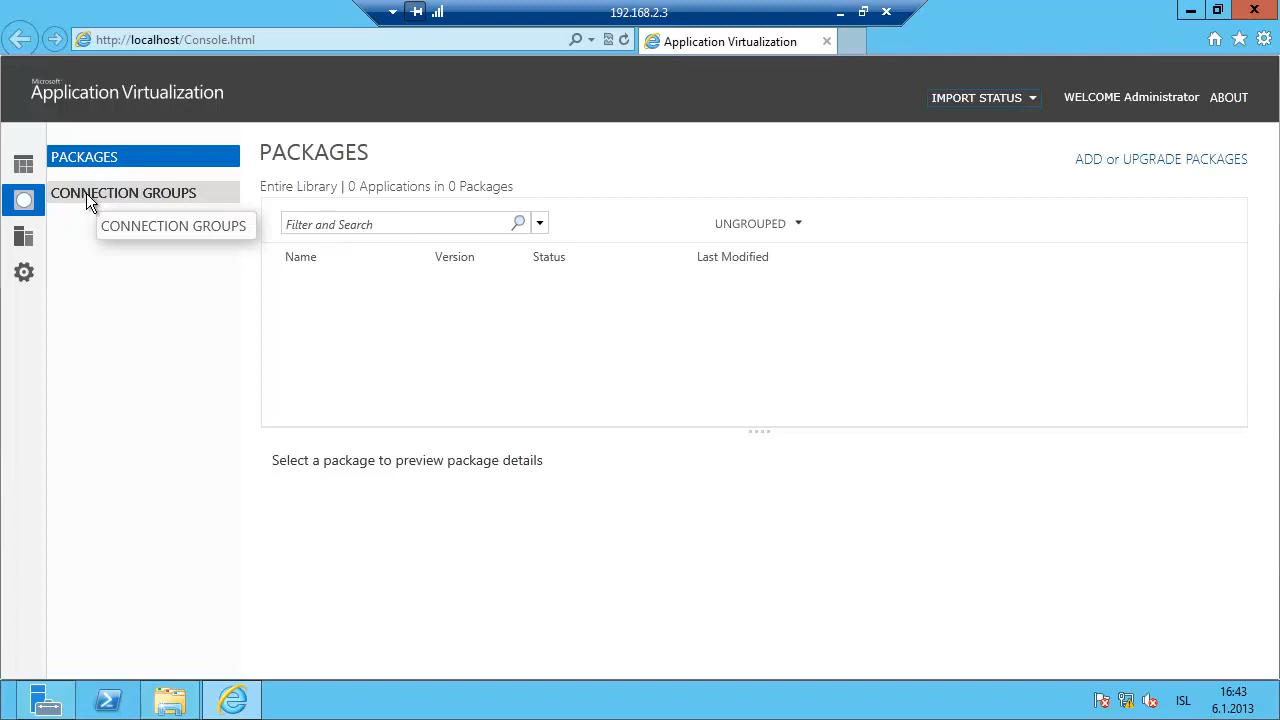 192.168.2.3
http://localhost/Console.html
Application Virtualization
Microsoft
Application Virtualization
IMPORT STATUS
WELCOME Administrator
ABOUT
PACKAGES
CONNECTION GROUPS
CONNECTION GROUPS
PACKAGES
ADD or UPGRADE PACKAGES
Entire Library | 0 Applications in 0 Packages
Filter and Search
UNGROUPED
Name Version Status Last Modified
Select a package to preview package details
ISL
16:43
6.1.2013